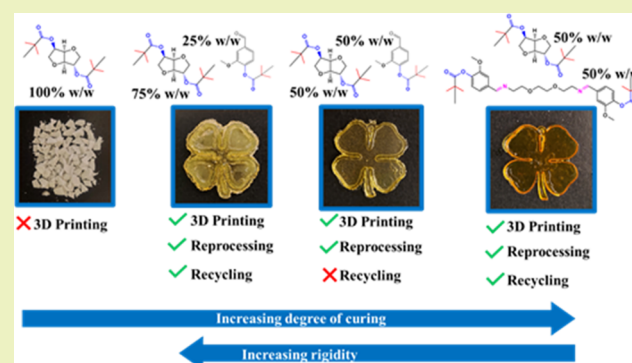 25% w/w
50% w/w
50% w/w
50% w/w
100% w/w
75% w/w
50% w/w
3D Printing
3D Printing
3D Printing
3D Printing
Reprocessing
Reprocessing
Reprocessing
Recycling
Recycling
Recycling
Increasing degree of curing
Increasing rigidity